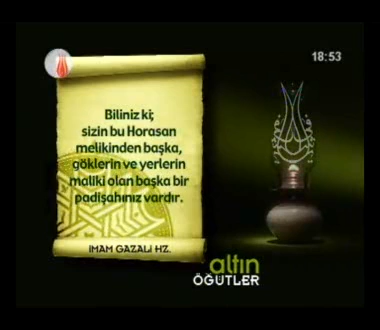 18:53
Biliniz ki;
sizin bu Horasan
melikinden başka,
göklerin ve yerlerin
maliki olan başka bir
padişahınız vardır.
İMAM GAZALİ HZ.
altın
ÖĞÜTLER